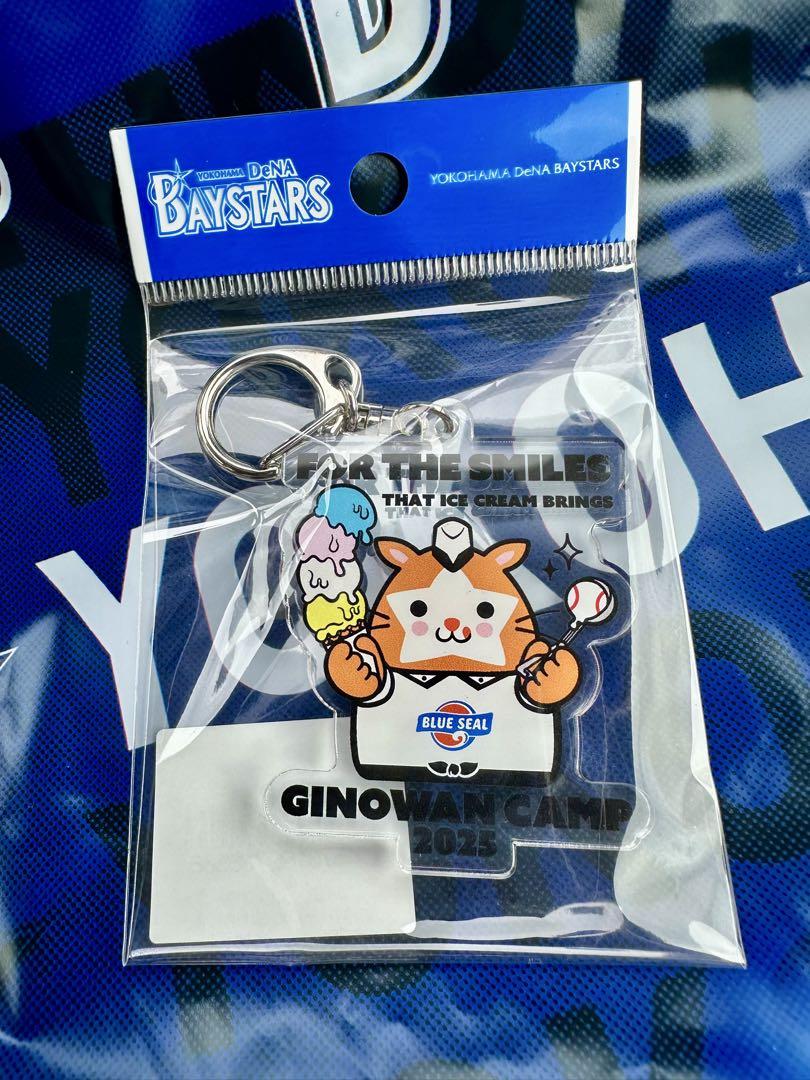 YOKOHAMA DeNA
BAYSTARS
YOKOHAMA DeNA BAYSTARS
FOR THE SMILES
THAT ICE CREAM BRINGS
BLUE SEAL
GINOWAN CAMP
2025